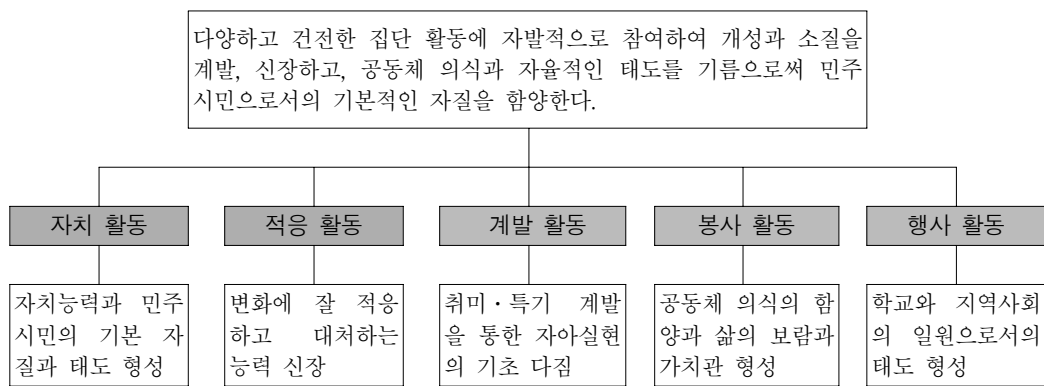 다양하고 건전한 집단 활동에 자발적으로 참여하여 개성과 소질을
계발, 신장하고, 공동체 의식과 자율적인 태도를 기름으로써 민주
시민으로서의 기본적인 자질을 함양한다.
자치 활동
적응 활동
계발 활동
봉사 활동
행사 활동
자치능력과 민주
시민의 기본 자
질과 태도 형성
변화에 잘 적응
하고 대처하는
능력 신장
취미·특기 계발
을 통한 자아실현
의 기초 다짐
공동체 의식의 함
양과 삶의 보람과
가치관 형성
학교와 지역사회
의 일원으로서의
태도 형성